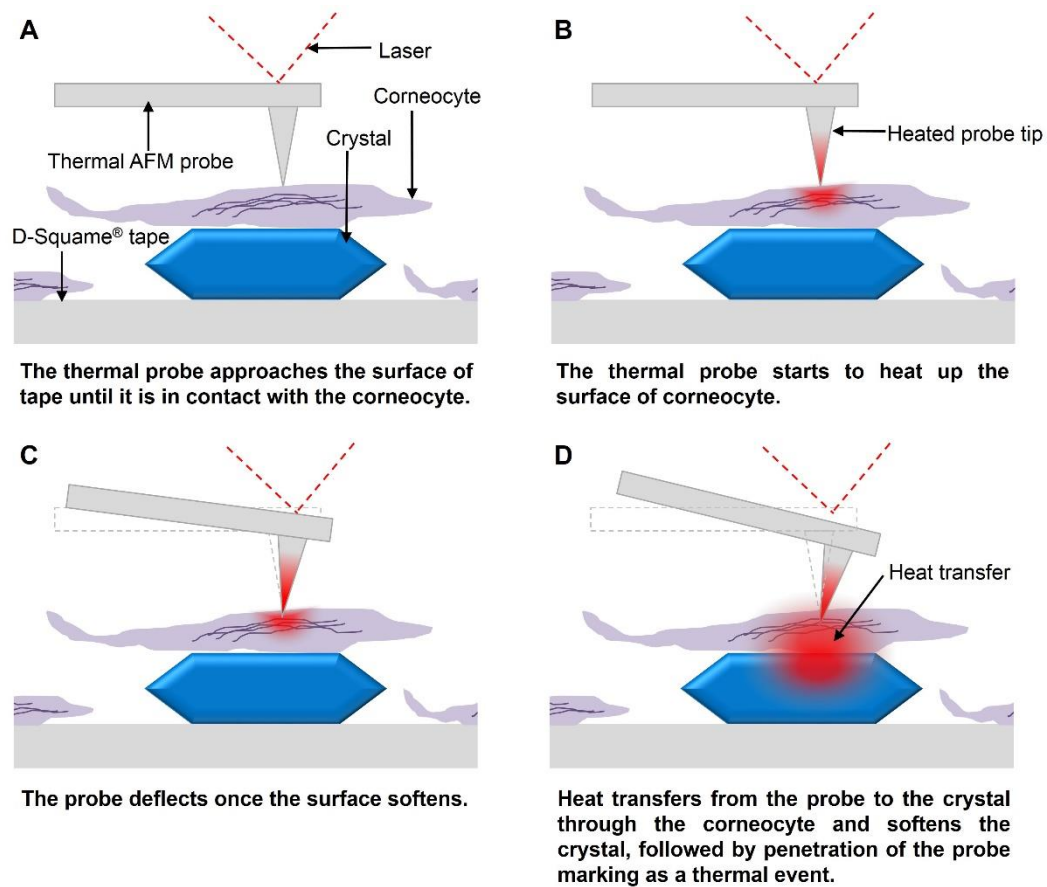 A
Laser
Corneocyte
Crystal
Thermal AFM probe
D-Squame® tape
The thermal probe approaches the surface of
tape until it is in contact with the corneocyte.
B
Heated probe tip
The thermal probe starts to heat up the
surface of corneocyte.
C
The probe deflects once the surface softens.
D
Heat transfer
Heat transfers from the probe to the crystal
through the corneocyte and softens the
crystal, followed by penetration of the probe
marking as a thermal event.